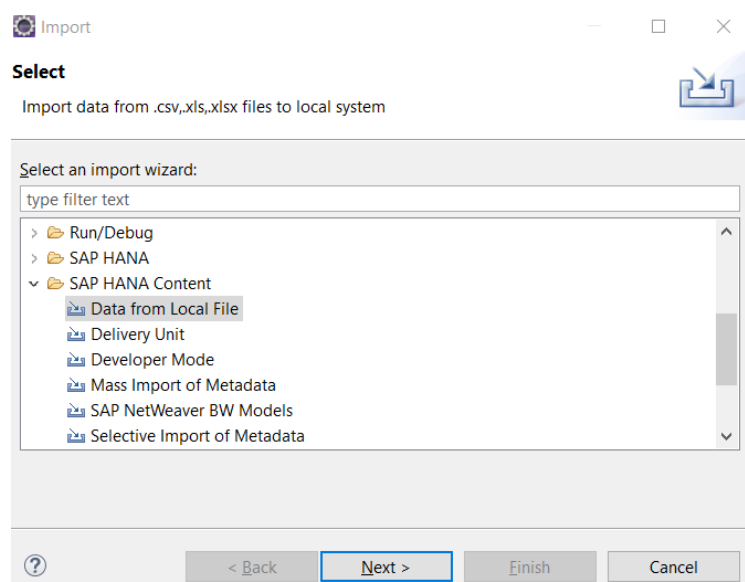 Import
Select
Import data from .csv,.xls,.xlsx files to local system
Select an import wizard:
type filter text
Run/Debug
SAP HANA
SAP HANA Content
Data from Local File
Delivery Unit
Developer Mode
Mass Import of Metadata
SAP NetWeaver BW Models
Selective Import of Metadata
? < Back Next > Finish Cancel